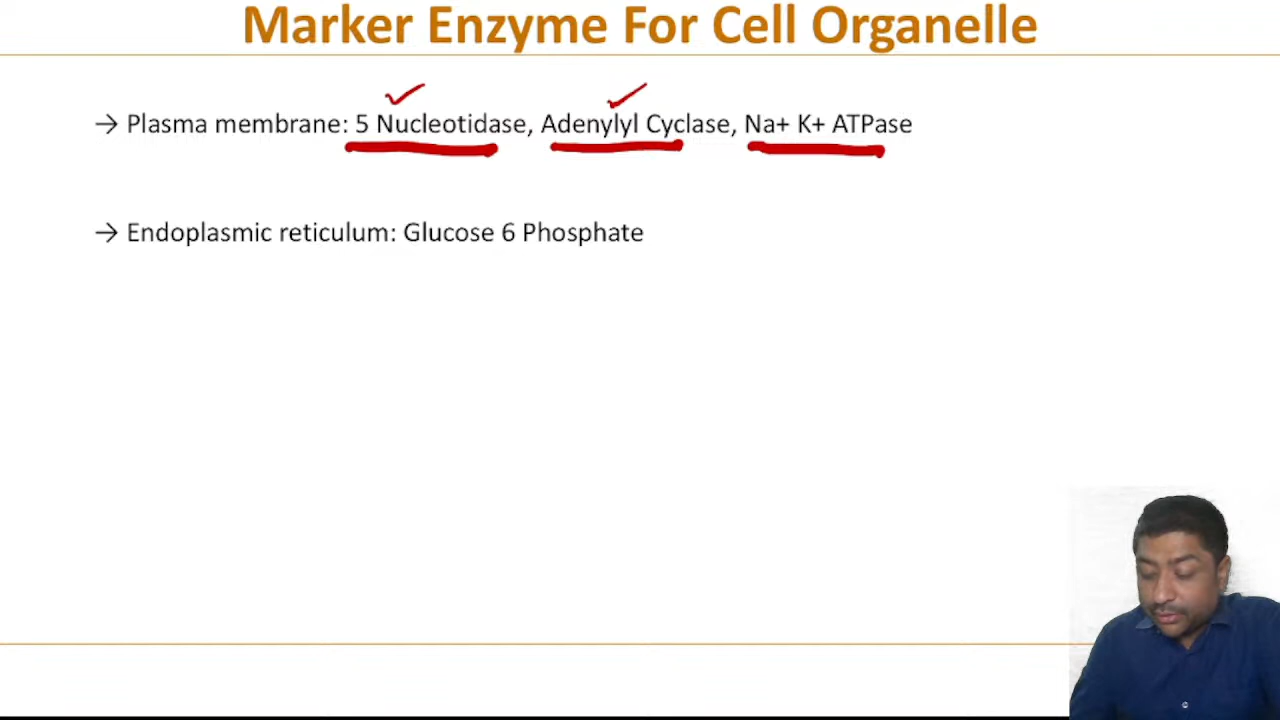 Marker Enzyme For Cell Organelle
→ Plasma membrane: 5 Nucleotidase, Adenylyl Cyclase, Na+ K+ ATPase
→ Endoplasmic reticulum: Glucose 6 Phosphate